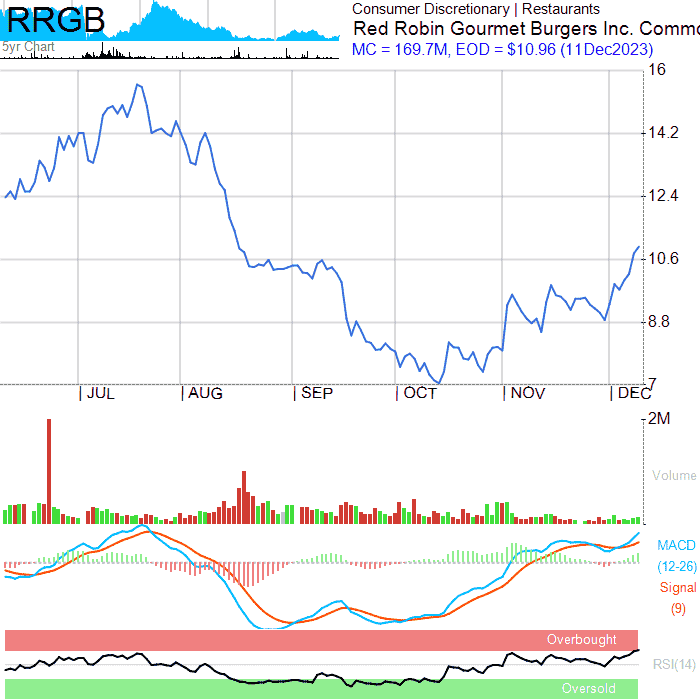 RRGB
5yr Chart
Consumer Discretionary | Restaurants
Red Robin Gourmet Burgers Inc. Commo
MC = 169.7M, EOD = $10.96 (11Dec2023)
16
14.2
12.4
10.6
8.8
7
JUL
AUG
SEP
OCT
NOV
DEC
2M
Volume
MACD
(12-26)
Signal
(9)
Overbought
RSI(14)
Oversold